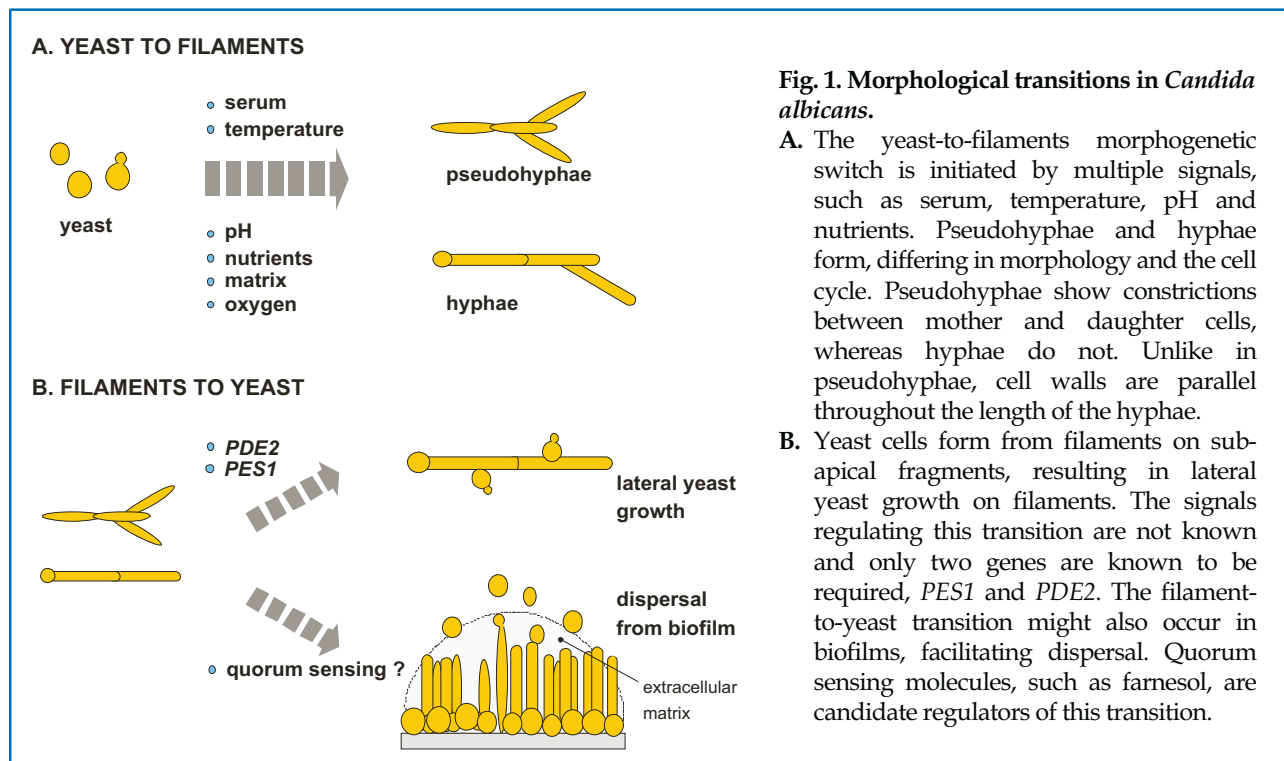 A. YEAST TO FILAMENTS
serum
temperature
yeast
pH
nutrients
matrix
oxygen
pseudohyphae
hyphae
B. FILAMENTS TO YEAST
PDE2
PES1
lateral yeast
growth
quorum sensing ?
dispersal
from biofilm
extracellular
matrix
Fig. 1. Morphological transitions in Candida
albicans.
A. The yeast-to-filaments morphogenetic
switch is initiated by multiple signals,
such as serum, temperature, pH and
nutrients. Pseudohyphae and hyphae
form, differing in morphology and the cell
cycle. Pseudohyphae show constrictions
between mother and daughter cells,
whereas hyphae do not. Unlike in
pseudohyphae, cell walls are parallel
throughout the length of the hyphae.
B. Yeast cells form from filaments on sub-
apical fragments, resulting in lateral
yeast growth on filaments. The signals
regulating this transition are not known
and only two genes are known to be
required, PES1 and PDE2. The filament-
to-yeast transition might also occur in
biofilms, facilitating dispersal. Quorum
sensing molecules, such as farnesol, are
candidate regulators of this transition.